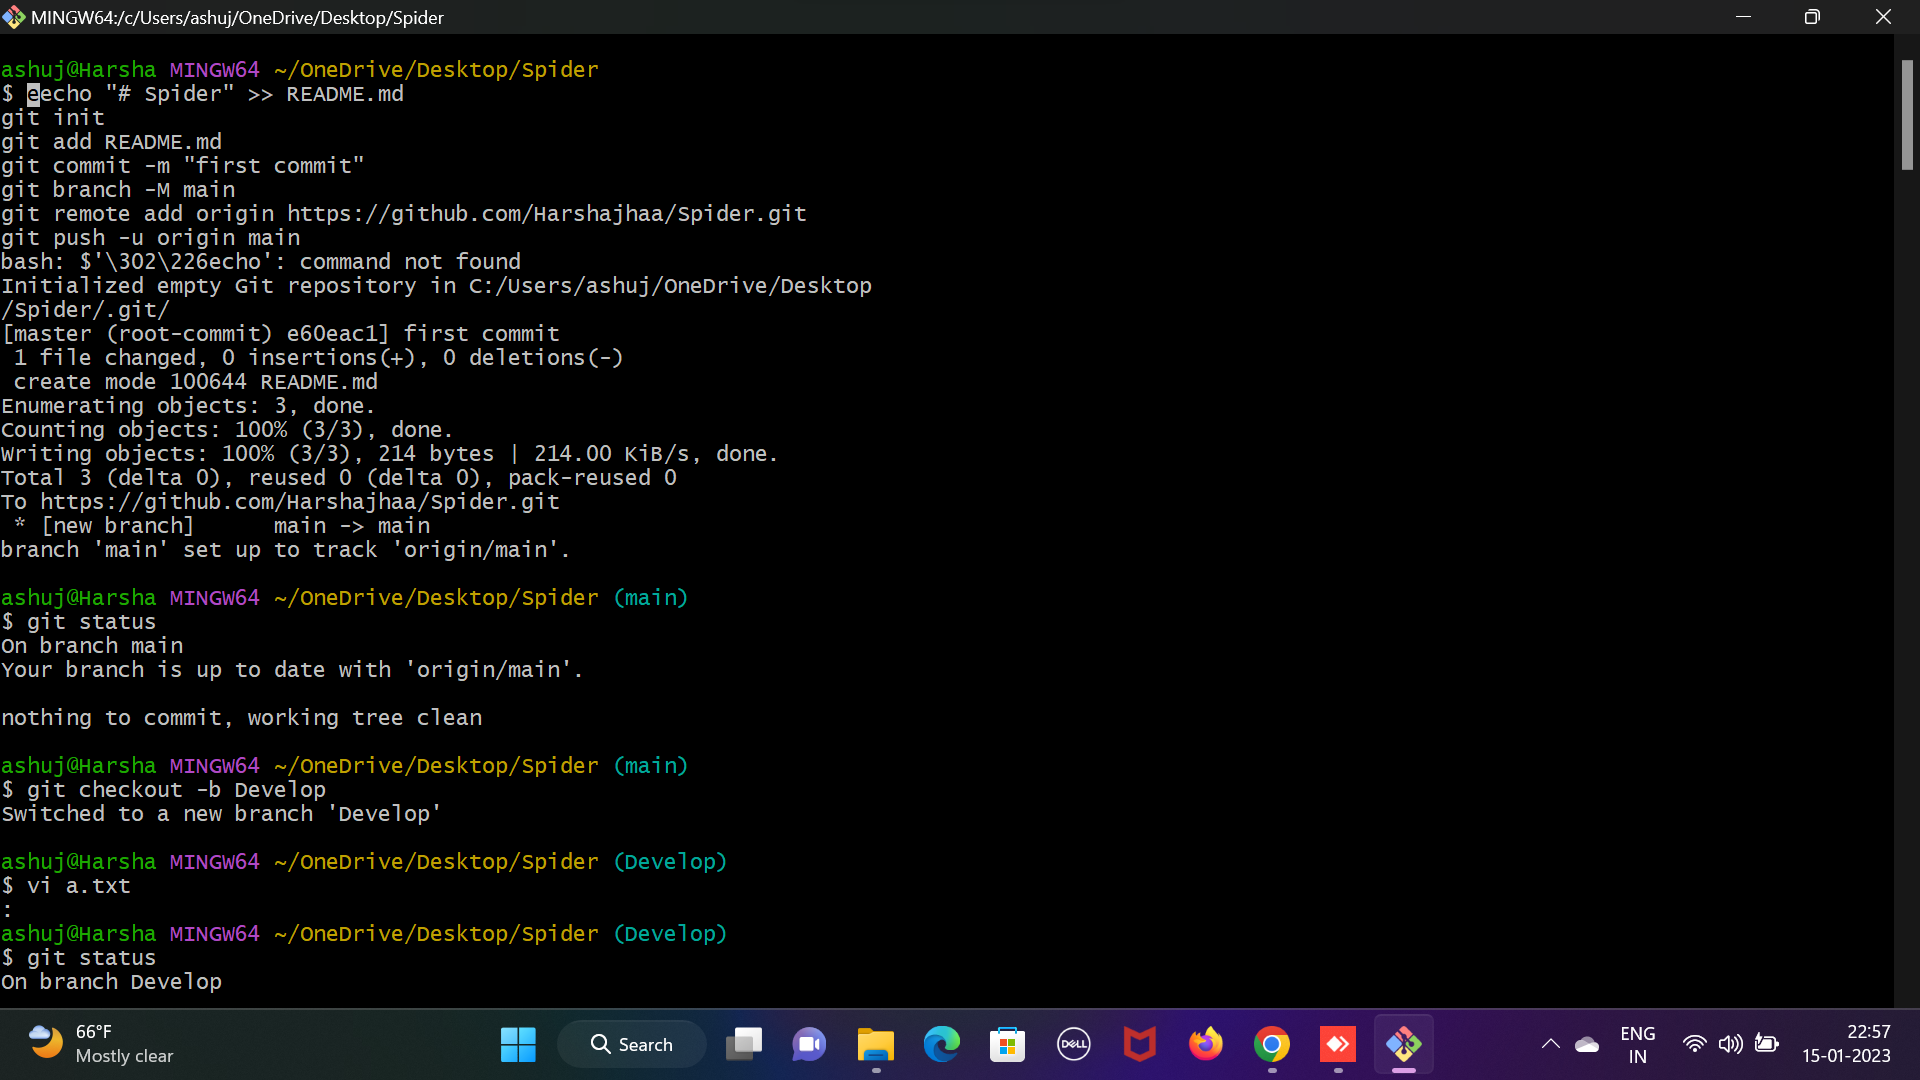 MINGW64:/c/Users/ashuj/OneDrive/Desktop/Spider
ashuj@Harsha MINGW64 ~/OneDrive/Desktop/Spider
$ eecho "# Spider" >> README.md
git init
git add README.md
git commit -m "first commit"
git branch -M main
git remote add origin https://github.com/Harshajhaa/Spider.git
git push -u origin main
bash: $'\302\226echo': command not found
Initialized empty Git repository in C:/Users/ashuj/OneDrive/Desktop
/Spider/.git/
[master (root-commit) e60eac1] first commit
 1 file changed, 0 insertions(+), 0 deletions(-)
 create mode 100644 README.md
Enumerating objects: 3, done.
Counting objects: 100% (3/3), done.
Writing objects: 100% (3/3), 214 bytes | 214.00 KiB/s, done.
Total 3 (delta 0), reused 0 (delta 0), pack-reused 0
To https://github.com/Harshajhaa/Spider.git
 * [new branch]      main -> main
branch 'main' set up to track 'origin/main'.
ashuj@Harsha MINGW64 ~/OneDrive/Desktop/Spider (main)
$ git status
On branch main
Your branch is up to date with 'origin/main'.
nothing to commit, working tree clean
ashuj@Harsha MINGW64 ~/OneDrive/Desktop/Spider (main)
$ git checkout -b Develop
Switched to a new branch 'Develop'
ashuj@Harsha MINGW64 ~/OneDrive/Desktop/Spider (Develop)
$ vi a.txt
:
ashuj@Harsha MINGW64 ~/OneDrive/Desktop/Spider (Develop)
$ git status
On branch Develop
66°F
Mostly clear
Search
DELL
ENG
IN
22:57
15-01-2023